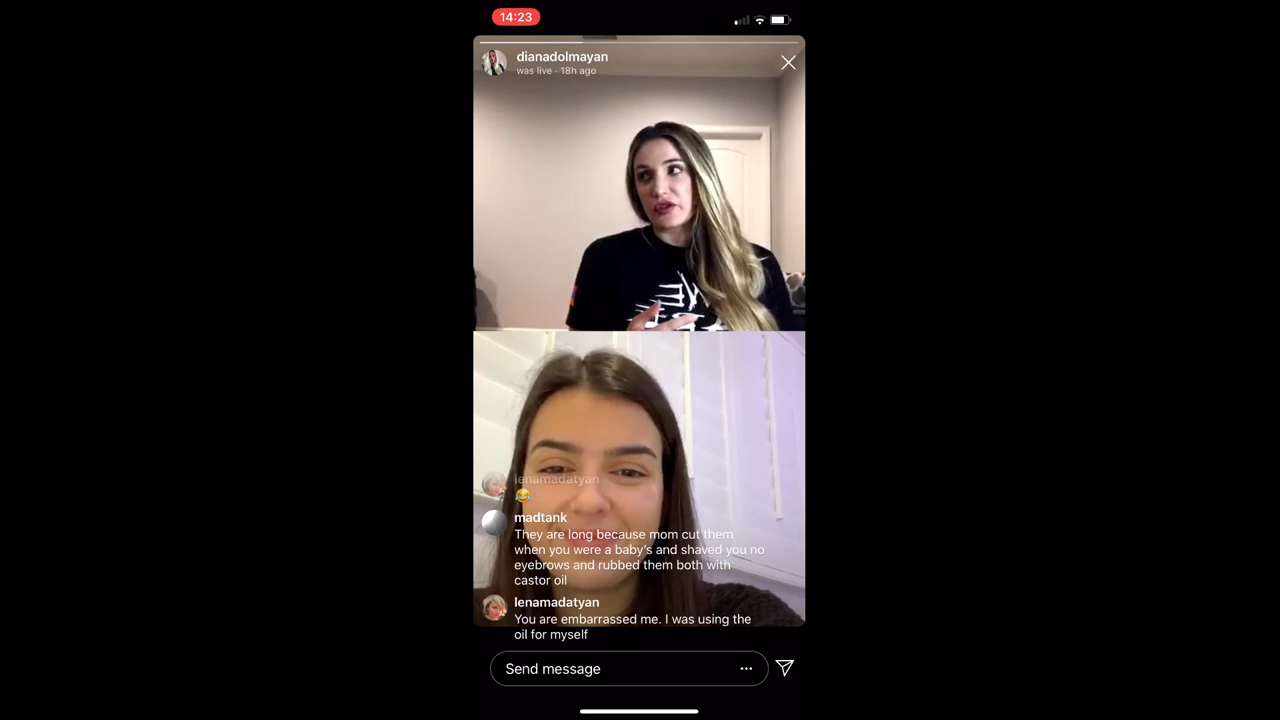 14:23
dianadolmayan
was live · 18h ago
lenamadatyan
😂
madtank
They are long because mom cut them
when you were a baby's and shaved you no
eyebrows and rubbed them both with
castor oil
lenamadatyan
You are embarrassed me. I was using the
oil for myself
Send message